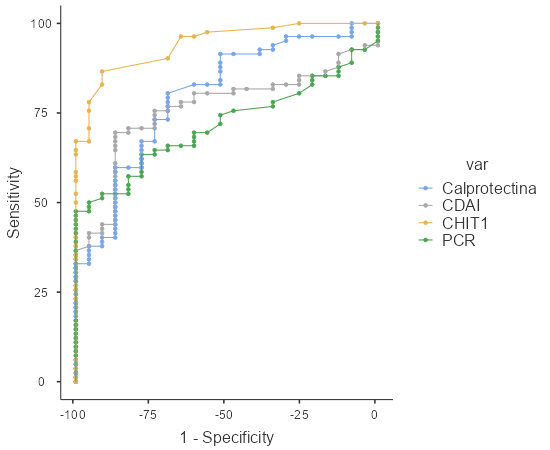 100
75
50
25
0
Sensitivity
-100
-75
-50
-25
0
1 - Specificity
var
Calprotectina
CDAI
CHIT1
PCR